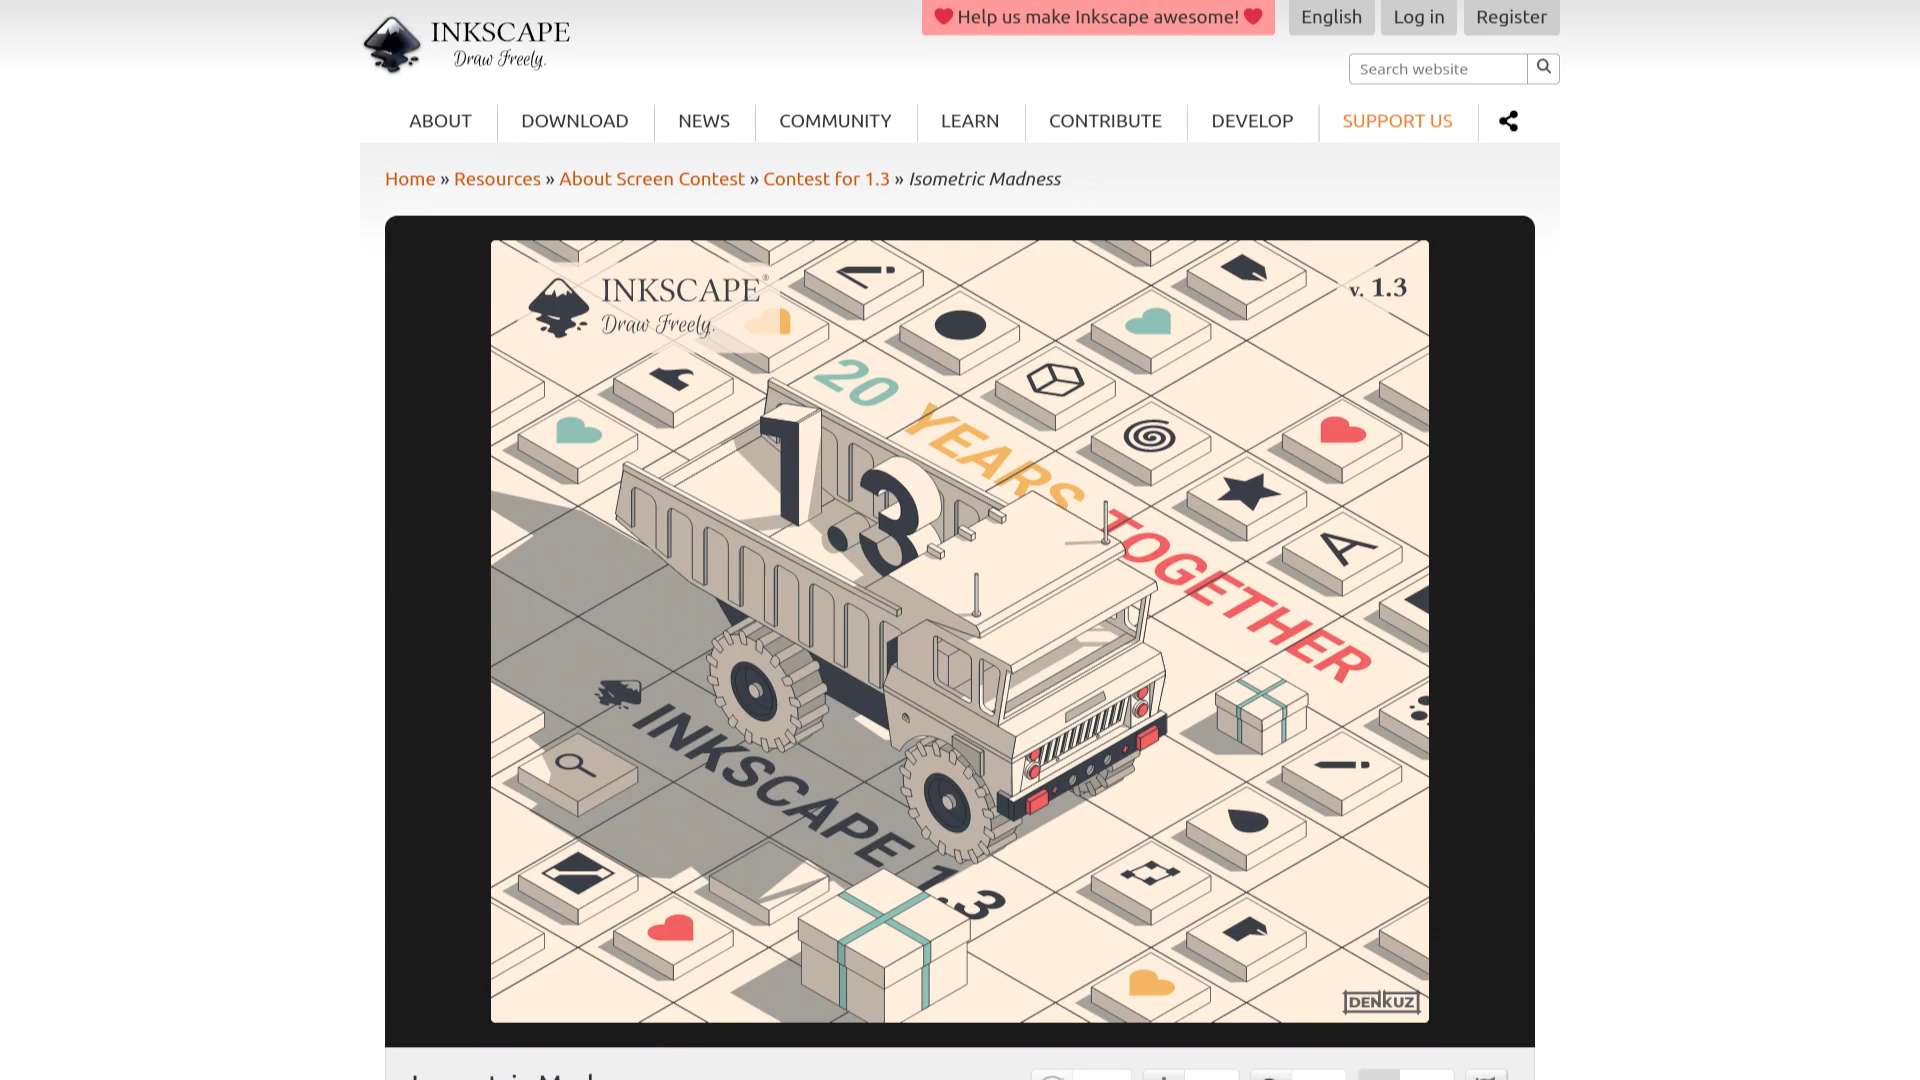 INKSCAPE
Draw Freely.
Help us make Inkscape awesome!
English
Log in
Register
Search website
ABOUT
DOWNLOAD
NEWS
COMMUNITY
LEARN
CONTRIBUTE
DEVELOP
SUPPORT US
Home » Resources » About Screen Contest » Contest for 1.3 » Isometric Madness
INKSCAPE®
Draw Freely.
v. 1.3
20 YEARS TOGETHER
1.3
A
INKSCAPE 1.3
DENKUZ